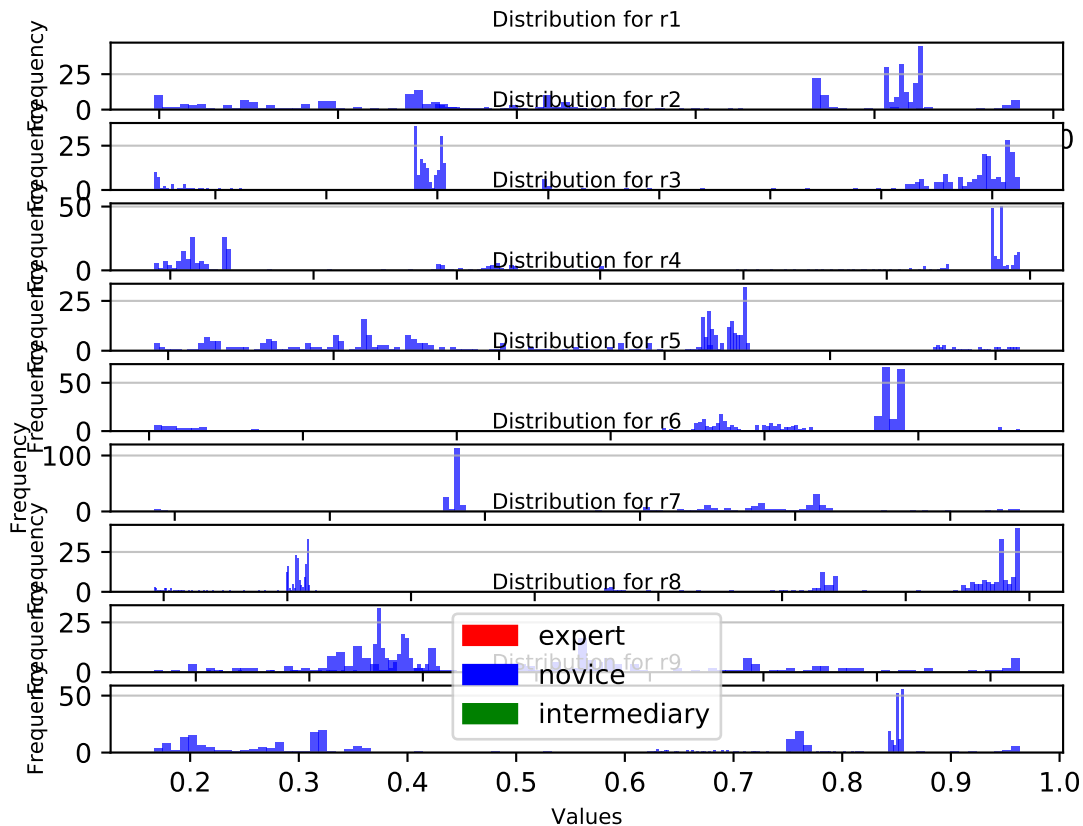 Distribution for r1
Frequency
25
0
Distribution for r2
0
Frequency
25
0
Distribution for r3
Frequency
50
0
Distribution for r4
Frequency
25
0
Distribution for r5
Frequency
50
0
Distribution for r6
Frequency
100
0
Distribution for r7
Frequency
25
0
Distribution for r8
Frequency
25
0
Distribution for r9
Frequency
50
0
expert
novice
intermediary
0.2 0.3 0.4 0.5 0.6 0.7 0.8 0.9 1.0
Values